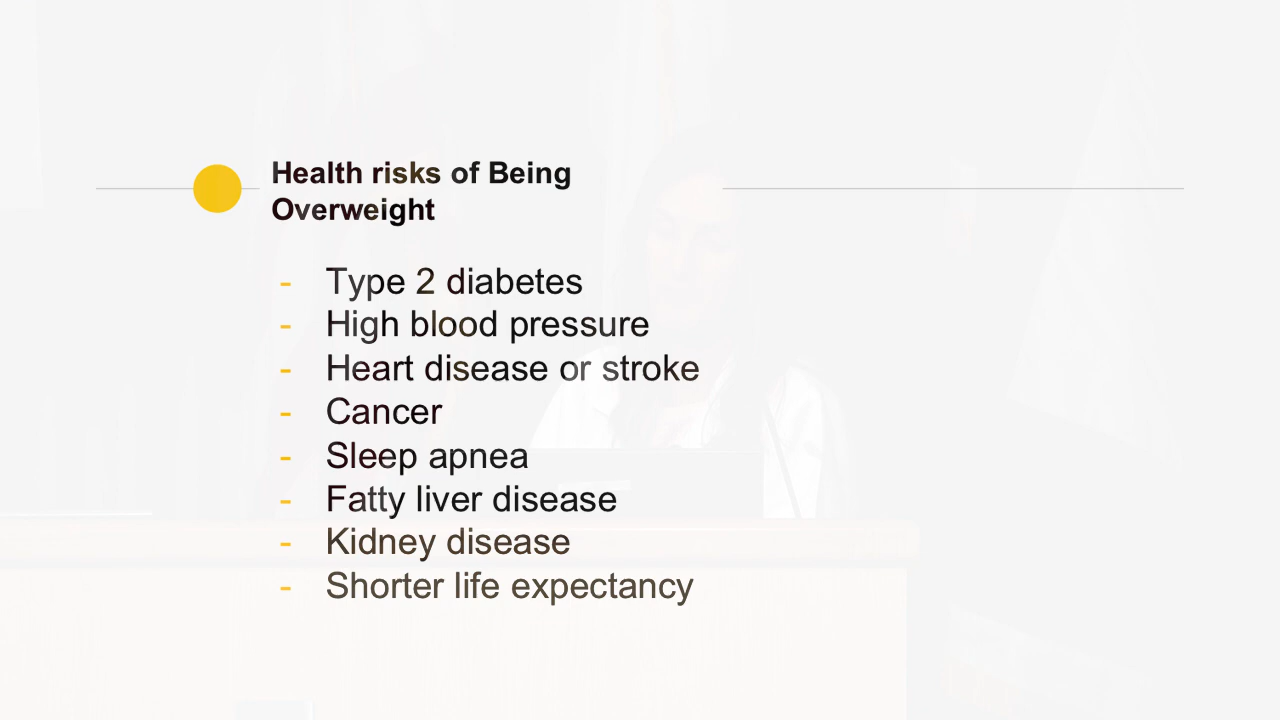 Health risks of Being
Overweight
- Type 2 diabetes
- High blood pressure
- Heart disease or stroke
- Cancer
- Sleep apnea
- Fatty liver disease
- Kidney disease
- Shorter life expectancy